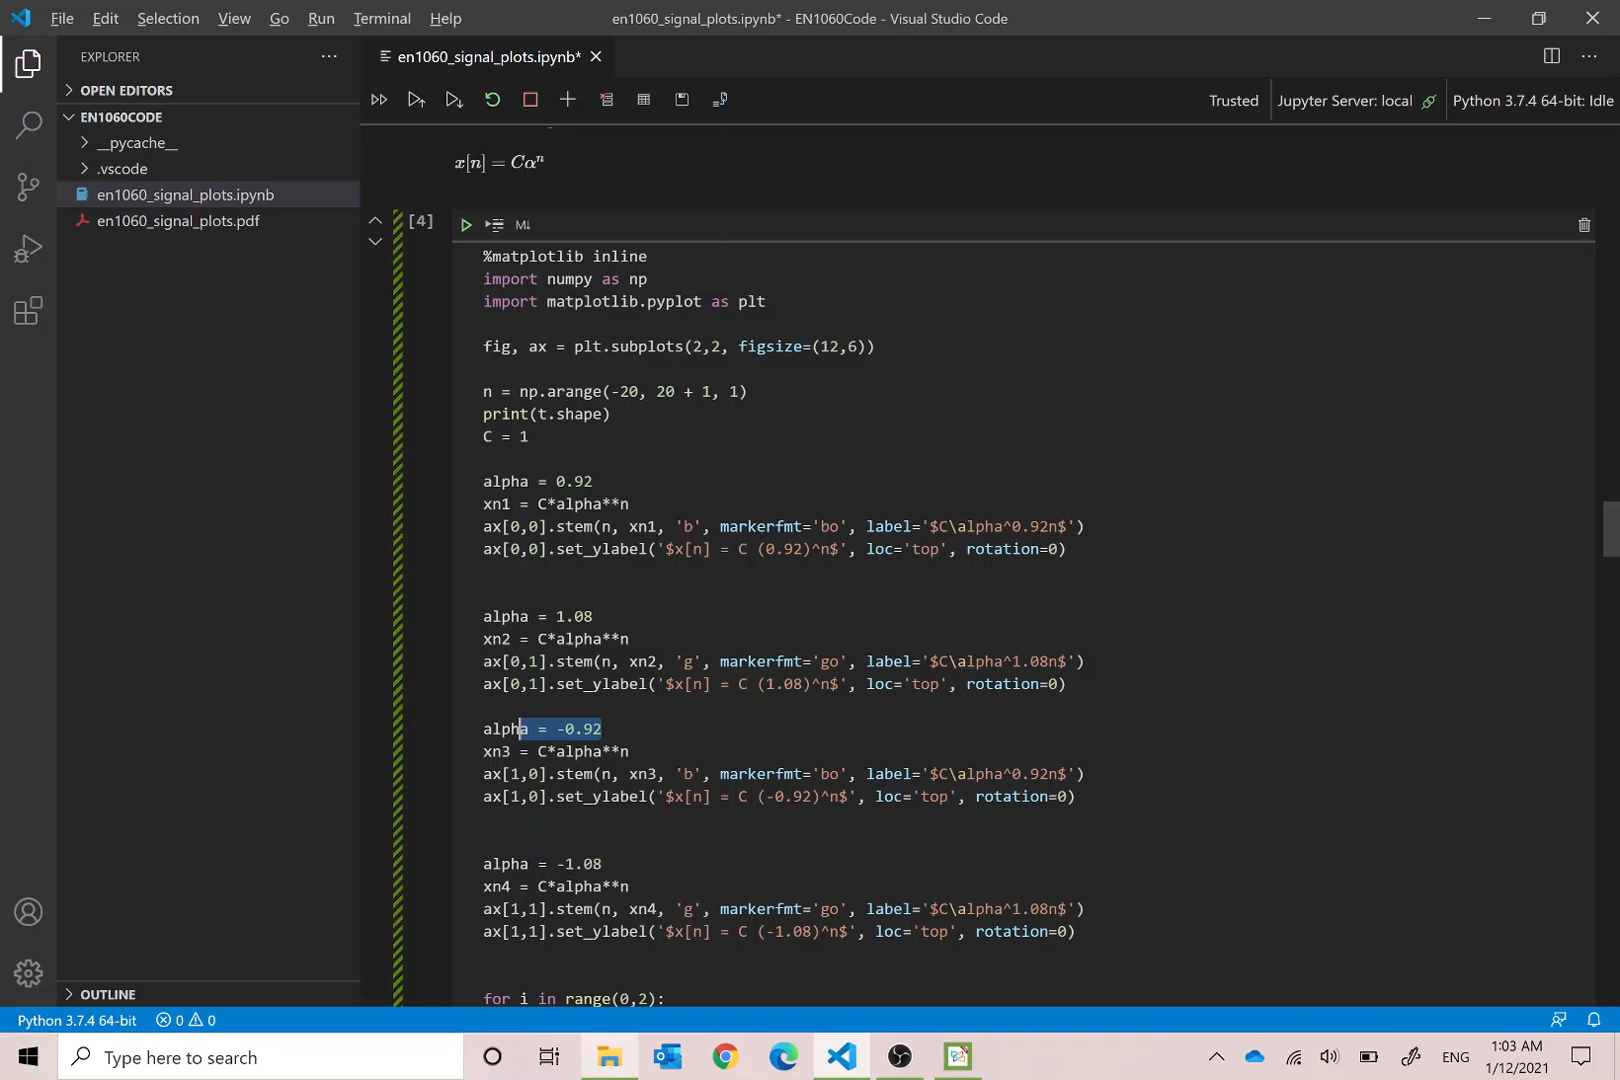 File Edit Selection View Go Run Terminal Help
en1060_signal_plots.ipynb* - EN1060Code - Visual Studio Code
EXPLORER
OPEN EDITORS
EN1060CODE
__pycache__
.vscode
en1060_signal_plots.ipynb
en1060_signal_plots.pdf
OUTLINE
en1060_signal_plots.ipynb*
Trusted
Jupyter Server: local
Python 3.7.4 64-bit: Idle
x[n] = Cαⁿ
[4]
M↓
%matplotlib inline
import numpy as np
import matplotlib.pyplot as plt
fig, ax = plt.subplots(2,2, figsize=(12,6))
n = np.arange(-20, 20 + 1, 1)
print(t.shape)
C = 1
alpha = 0.92
xn1 = C*alpha**n
ax[0,0].stem(n, xn1, 'b', markerfmt='bo', label='$C\alpha^0.92n$')
ax[0,0].set_ylabel('$x[n] = C (0.92)^n$', loc='top', rotation=0)
alpha = 1.08
xn2 = C*alpha**n
ax[0,1].stem(n, xn2, 'g', markerfmt='go', label='$C\alpha^1.08n$')
ax[0,1].set_ylabel('$x[n] = C (1.08)^n$', loc='top', rotation=0)
alpha = -0.92
xn3 = C*alpha**n
ax[1,0].stem(n, xn3, 'b', markerfmt='bo', label='$C\alpha^0.92n$')
ax[1,0].set_ylabel('$x[n] = C (-0.92)^n$', loc='top', rotation=0)
alpha = -1.08
xn4 = C*alpha**n
ax[1,1].stem(n, xn4, 'g', markerfmt='go', label='$C\alpha^1.08n$')
ax[1,1].set_ylabel('$x[n] = C (-1.08)^n$', loc='top', rotation=0)
for i in range(0,2):
Python 3.7.4 64-bit
0
0
Type here to search
ENG
1:03 AM
1/12/2021